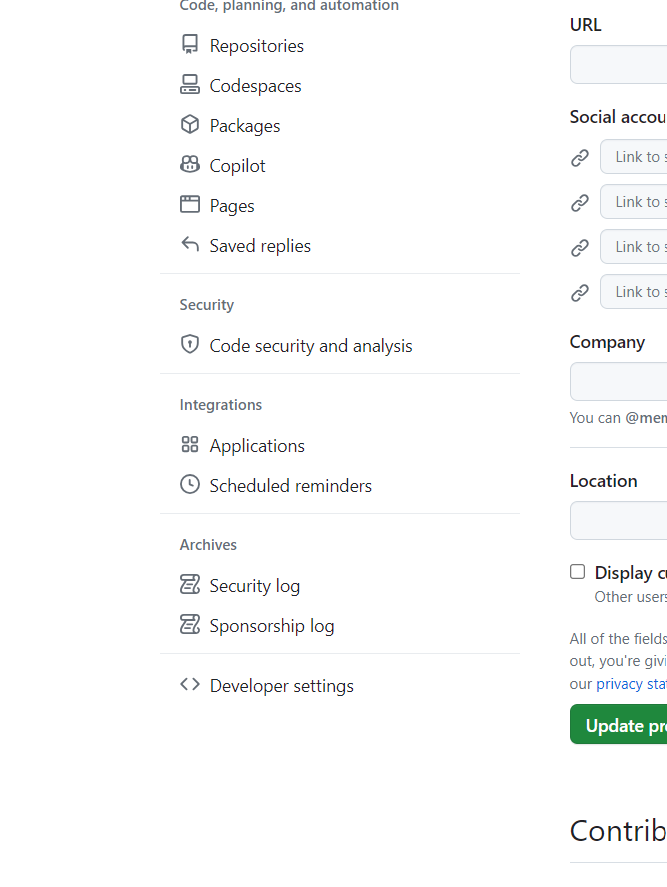 Code, planning, and automation
Repositories
Codespaces
Packages
Copilot
Pages
Saved replies
Security
Code security and analysis
Integrations
Applications
Scheduled reminders
Archives
Security log
Sponsorship log
Developer settings
URL
Social accou
Link to s
Link to s
Link to s
Link to s
Company
You can @men
Location
Display cu
Other users
All of the fields
out, you're givi
our privacy sta
Update pro
Contrib